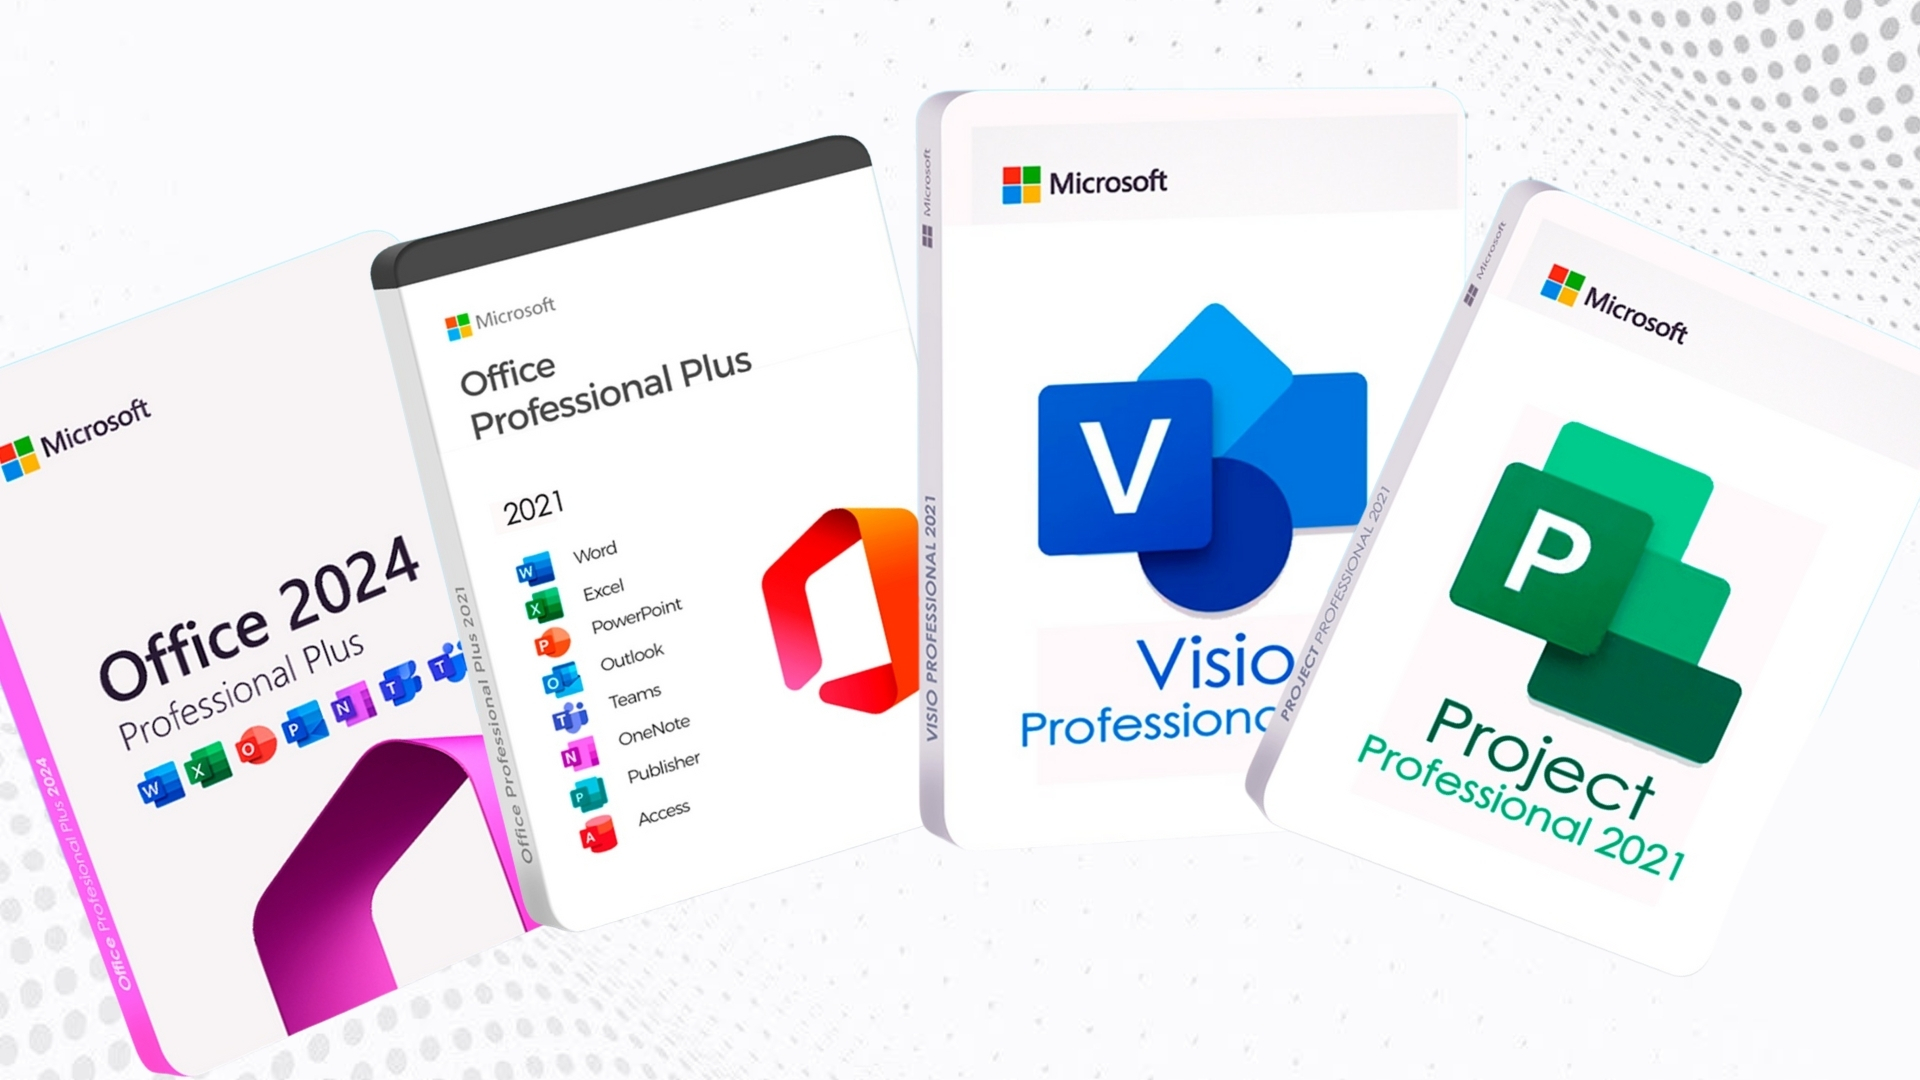 Microsoft
Office 2024
Professional Plus
W
X
O
P
N
T
T
Office Professional Plus 2024
Microsoft
Office
Professional Plus
2021
W Word
X Excel
P PowerPoint
O Outlook
T Teams
N OneNote
P Publisher
A Access
Office Professional Plus 2021
Microsoft
V
Visio
Professiona
Microsoft
VISIO PROFESSIONAL 2021
Microsoft
P
Project
Professional 2021
Microsoft
PROJECT PROFESSIONAL 2021